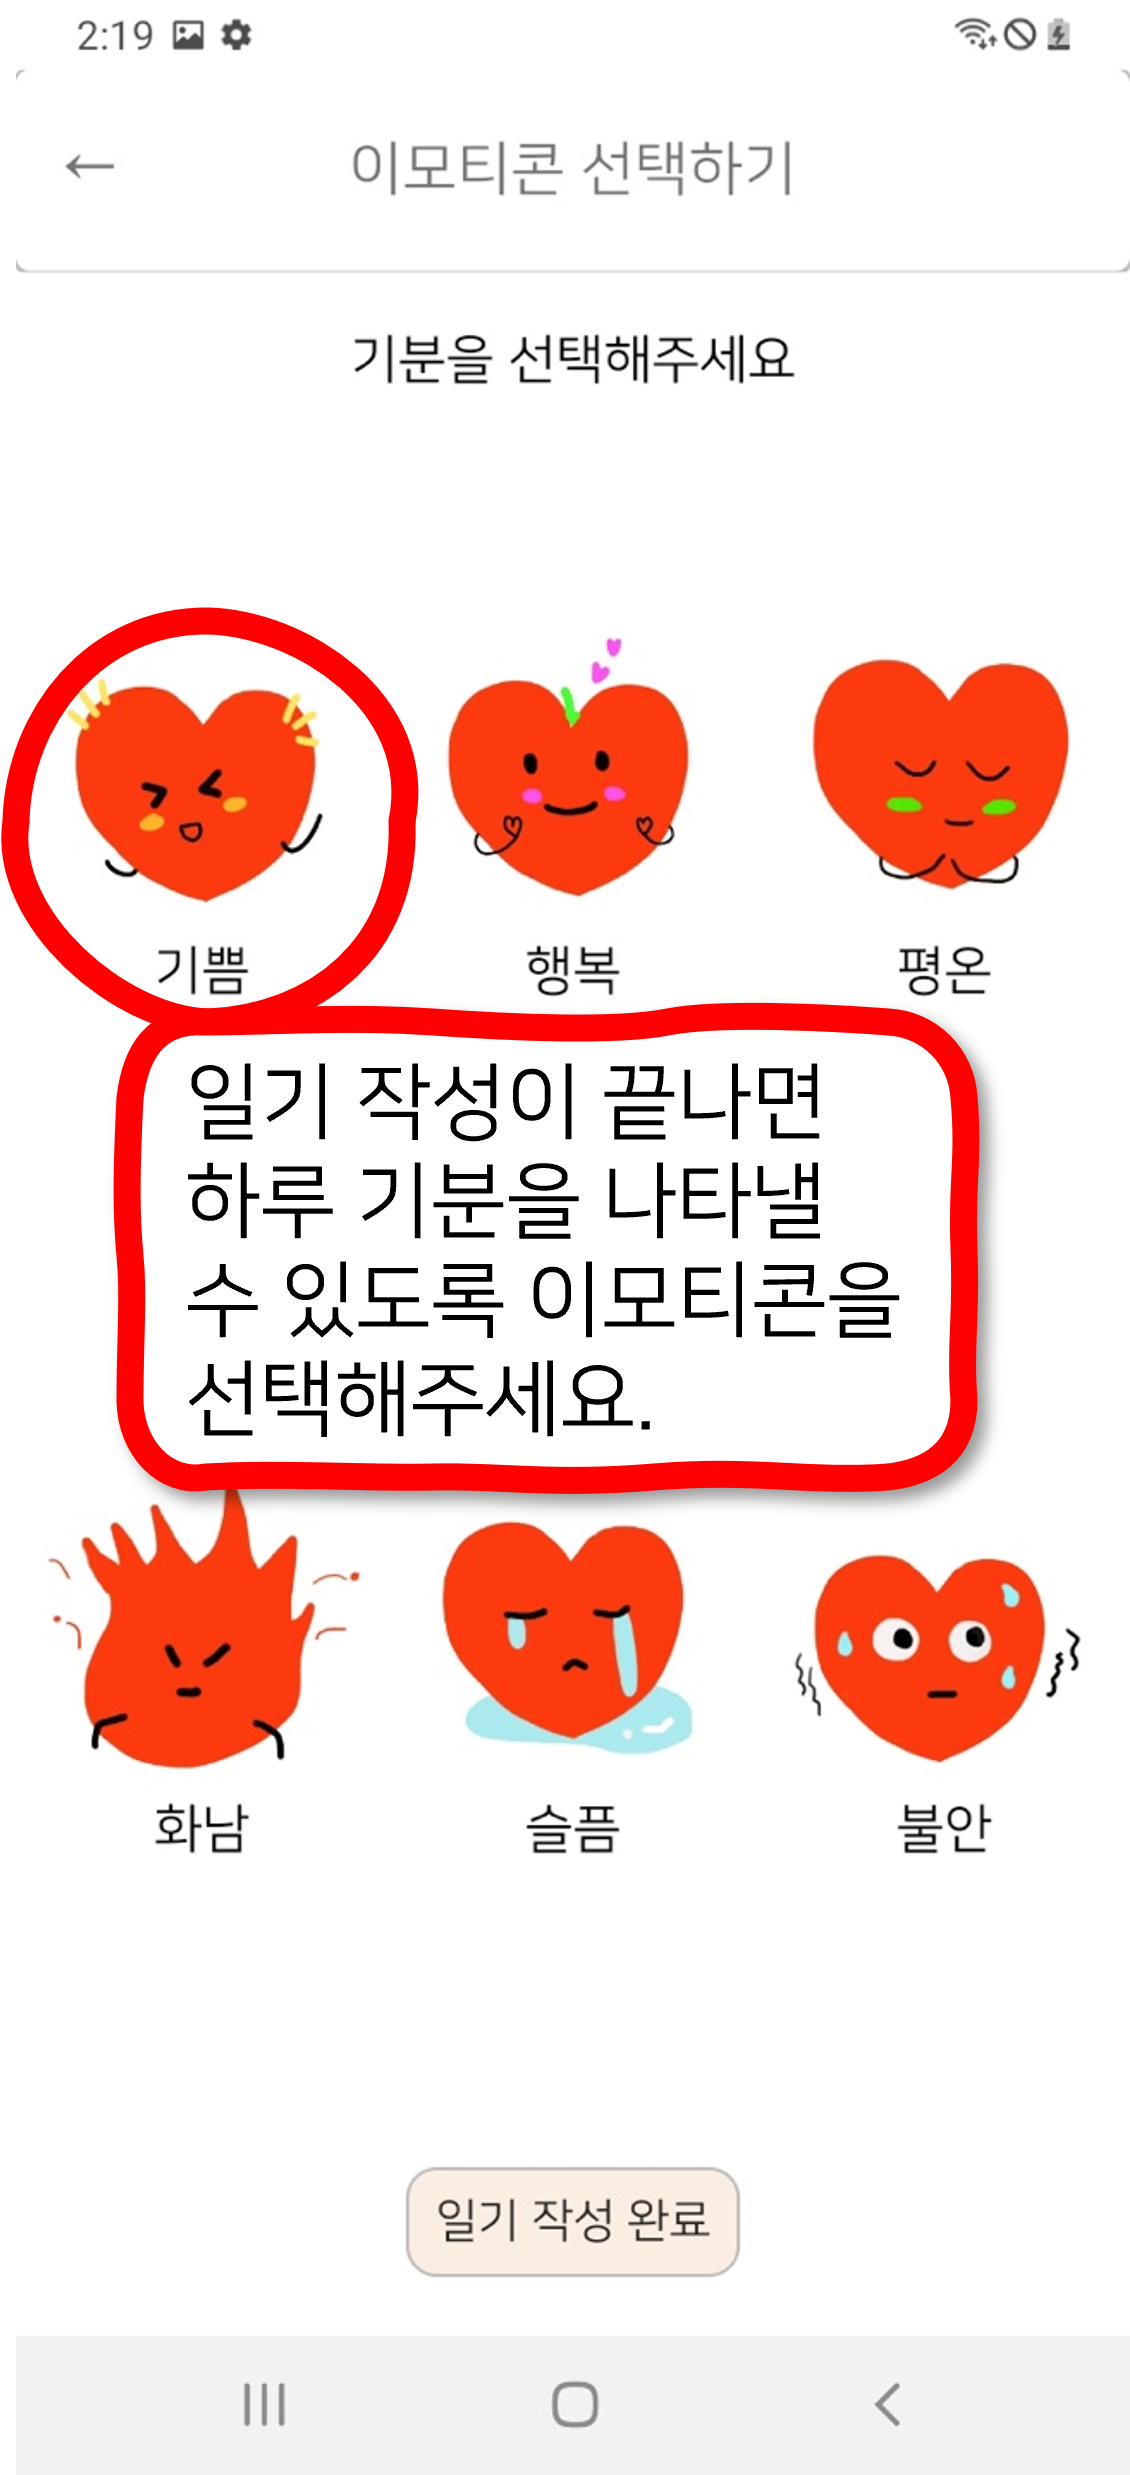 2:19
이모티콘 선택하기
기분을 선택해주세요
기쁨 행복 평온
일기 작성이 끝나면
하루 기분을 나타낼
수 있도록 이모티콘을
선택해주세요.
화남 슬픔 불안
일기 작성 완료